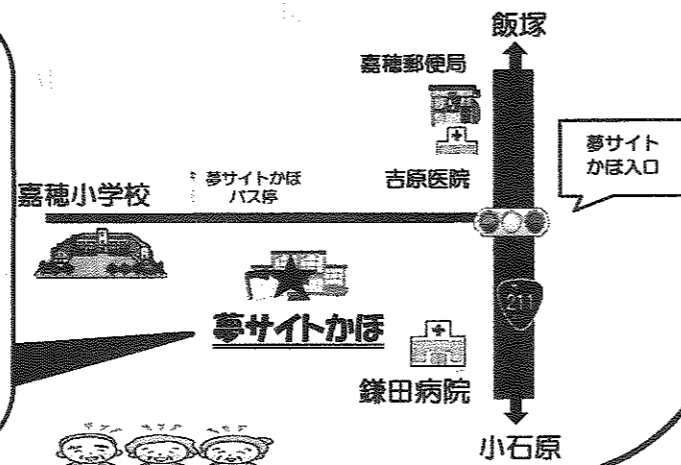 飯塚
嘉穂郵便局
夢サイト
かほ入口
吉原医院
夢サイトかほ
バス停
嘉穂小学校
211
夢サイトかほ
鎌田病院
小石原